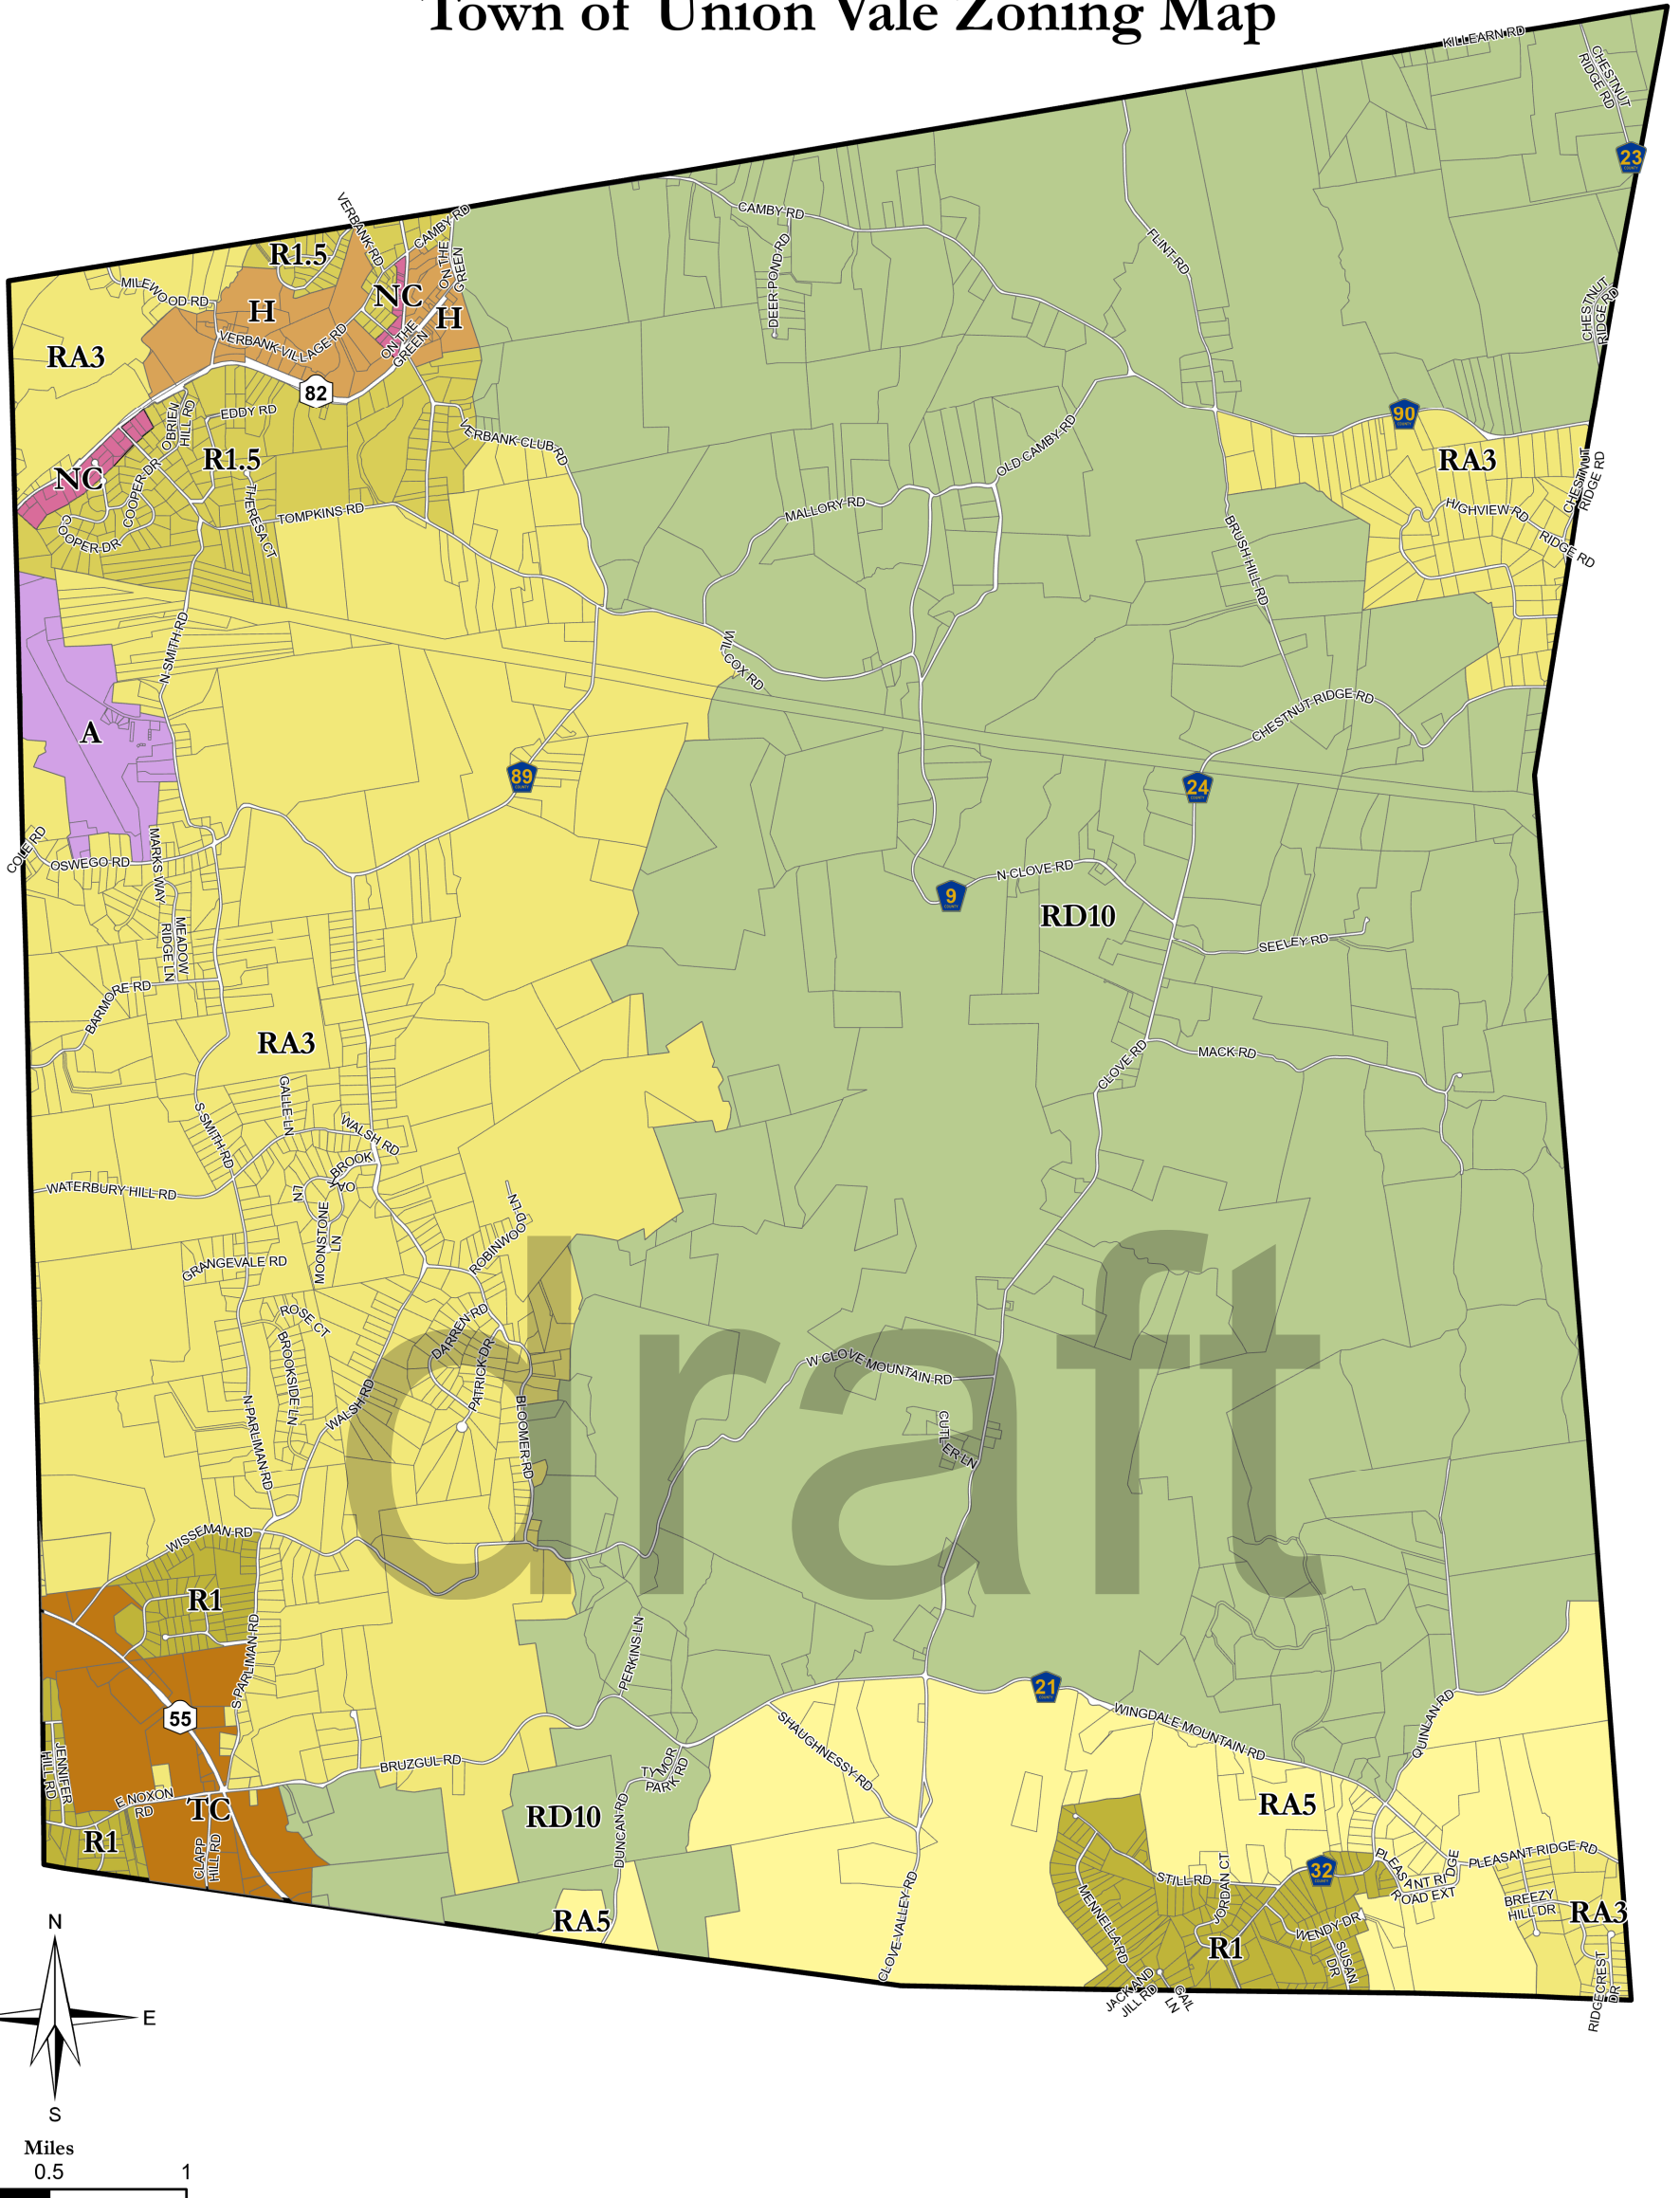 Town of Union Vale Zoning Map
KILLEARN RD
CHESTNUT
RIDGE RD
23
COUNTY
VERBANK RD
CAMBY RD
CAMBY RD
R1.5
ON THE
GREEN
FLINT RD
DEER POND RD
MILEWOOD RD
NC
H
H
CHESTNUT
RIDGE RD
VERBANK VILLAGE RD
ON THE
GREEN
RA3
82
90
COUNTY
OBRIEN
HILL RD
EDDY RD
VERBANK CLUB RD
OLD CAMBY RD
R1.5
RA3
CHESTNUT
RIDGE RD
NC
COOPER DR
THERESA CT
TOMPKINS RD
MALLORY RD
HIGHVIEW RD
COOPER DR
BRUSH HILL RD
RIDGE RD
N SMITH RD
WILCOX RD
CHESTNUT RIDGE RD
A
89
COUNTY
24
COUNTY
COLE RD
OSWEGO RD
MARKS WAY
N CLOVE RD
9
COUNTY
RD10
MEADOW
RIDGE LN
SEELEY RD
BARMORE RD
RA3
CLOVE RD
MACK RD
GALLE LN
S SMITH RD
WALSH RD
OAK BROOK
LN
WATERBURY HILL RD
MOONSTONE
LN
ROBINWOOD LN
GRANGEVALE RD
ROSE CT
DARREN RD
draft
BROOKSIDE LN
PATRICK DR
W CLOVE MOUNTAIN RD
N PARLIMAN RD
WALSH RD
BLOOMER RD
CUTLER LN
WISSEMAN RD
R1
S PARLIMAN RD
PERKINS LN
21
COUNTY
55
SHAUGHNESSY RD
WINGDALE MOUNTAIN RD
QUINLAN RD
JENNIFER
HILL RD
BRUZGUL RD
TYMOR
PARK RD
E NOXON
RD
TC
RD10
RA5
R1
CLAPP
HILL RD
DUNCAN RD
STILL RD
JORDAN CT
32
COUNTY
PLEASANT RIDGE
ROAD EXT
PLEASANT RIDGE RD
CLOVE VALLEY RD
MENNELLA RD
BREEZY
HILL DR
RA3
RA5
WENDY DR
R1
SUSAN
DR
JACK AND
JILL RD
GAIL
LN
RIDGECREST
DR
N
E
S
Miles
0.5
1